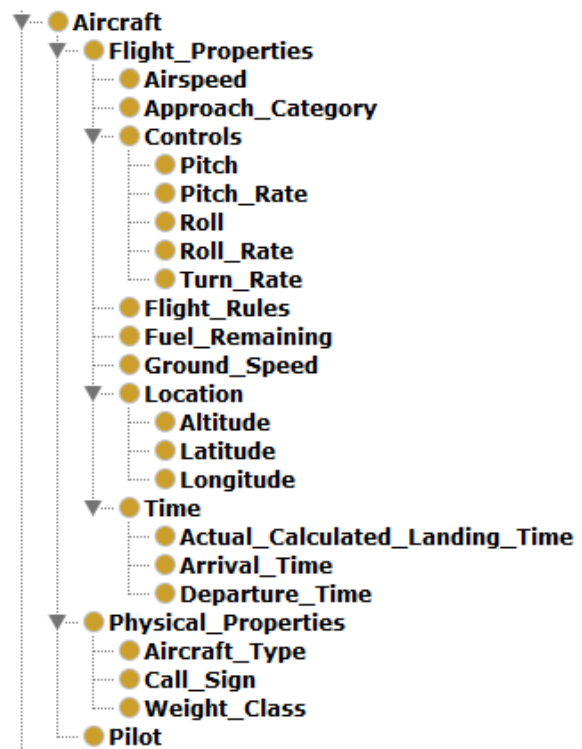 Aircraft
Flight_Properties
Airspeed
Approach_Category
Controls
Pitch
Pitch_Rate
Roll
Roll_Rate
Turn_Rate
Flight_Rules
Fuel_Remaining
Ground_Speed
Location
Altitude
Latitude
Longitude
Time
Actual_Calculated_Landing_Time
Arrival_Time
Departure_Time
Physical_Properties
Aircraft_Type
Call_Sign
Weight_Class
Pilot